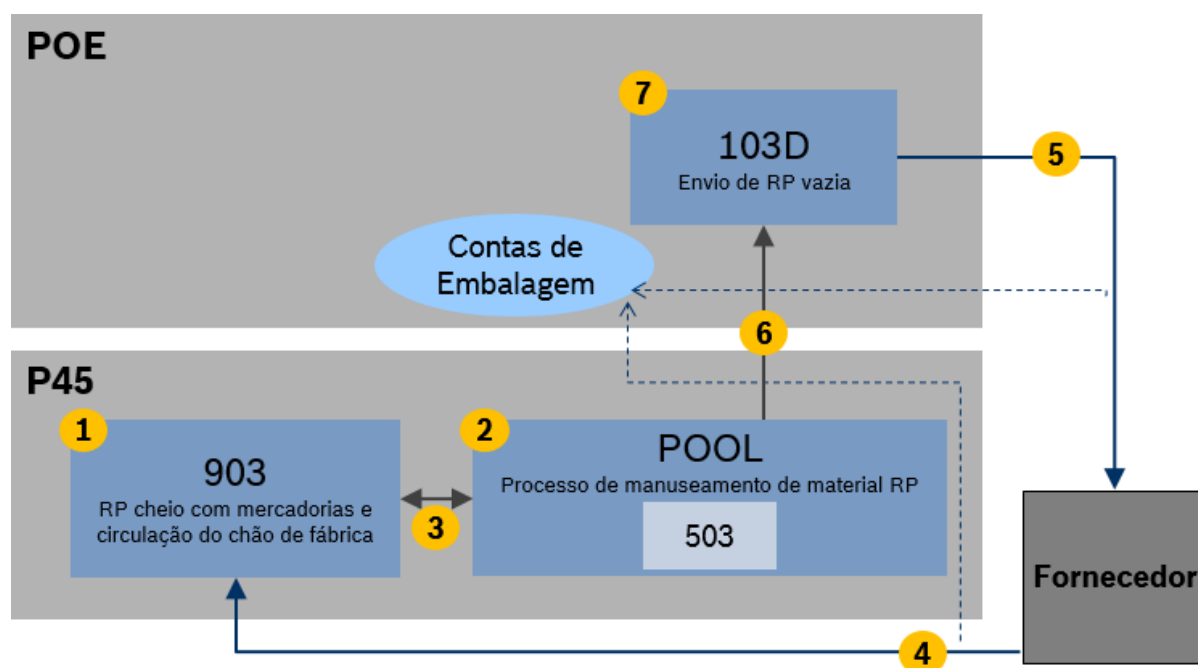 POE
7
103D
Envio de RP vazia
5
Contas de
Embalagem
6
P45
1
903
RP cheio com mercadorias e
circulação do chão de fábrica
3
2
POOL
Processo de manuseamento de material RP
503
Fornecedor
4